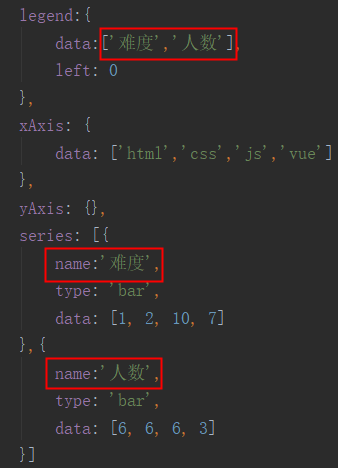 legend:{
data:['难度','人数'],
left: 0
},
xAxis: {
data: ['html','css','js','vue']
},
yAxis: {},
series: [{
name:'难度',
type: 'bar',
data: [1, 2, 10, 7]
},{
name:'人数',
type: 'bar',
data: [6, 6, 6, 3]
}]